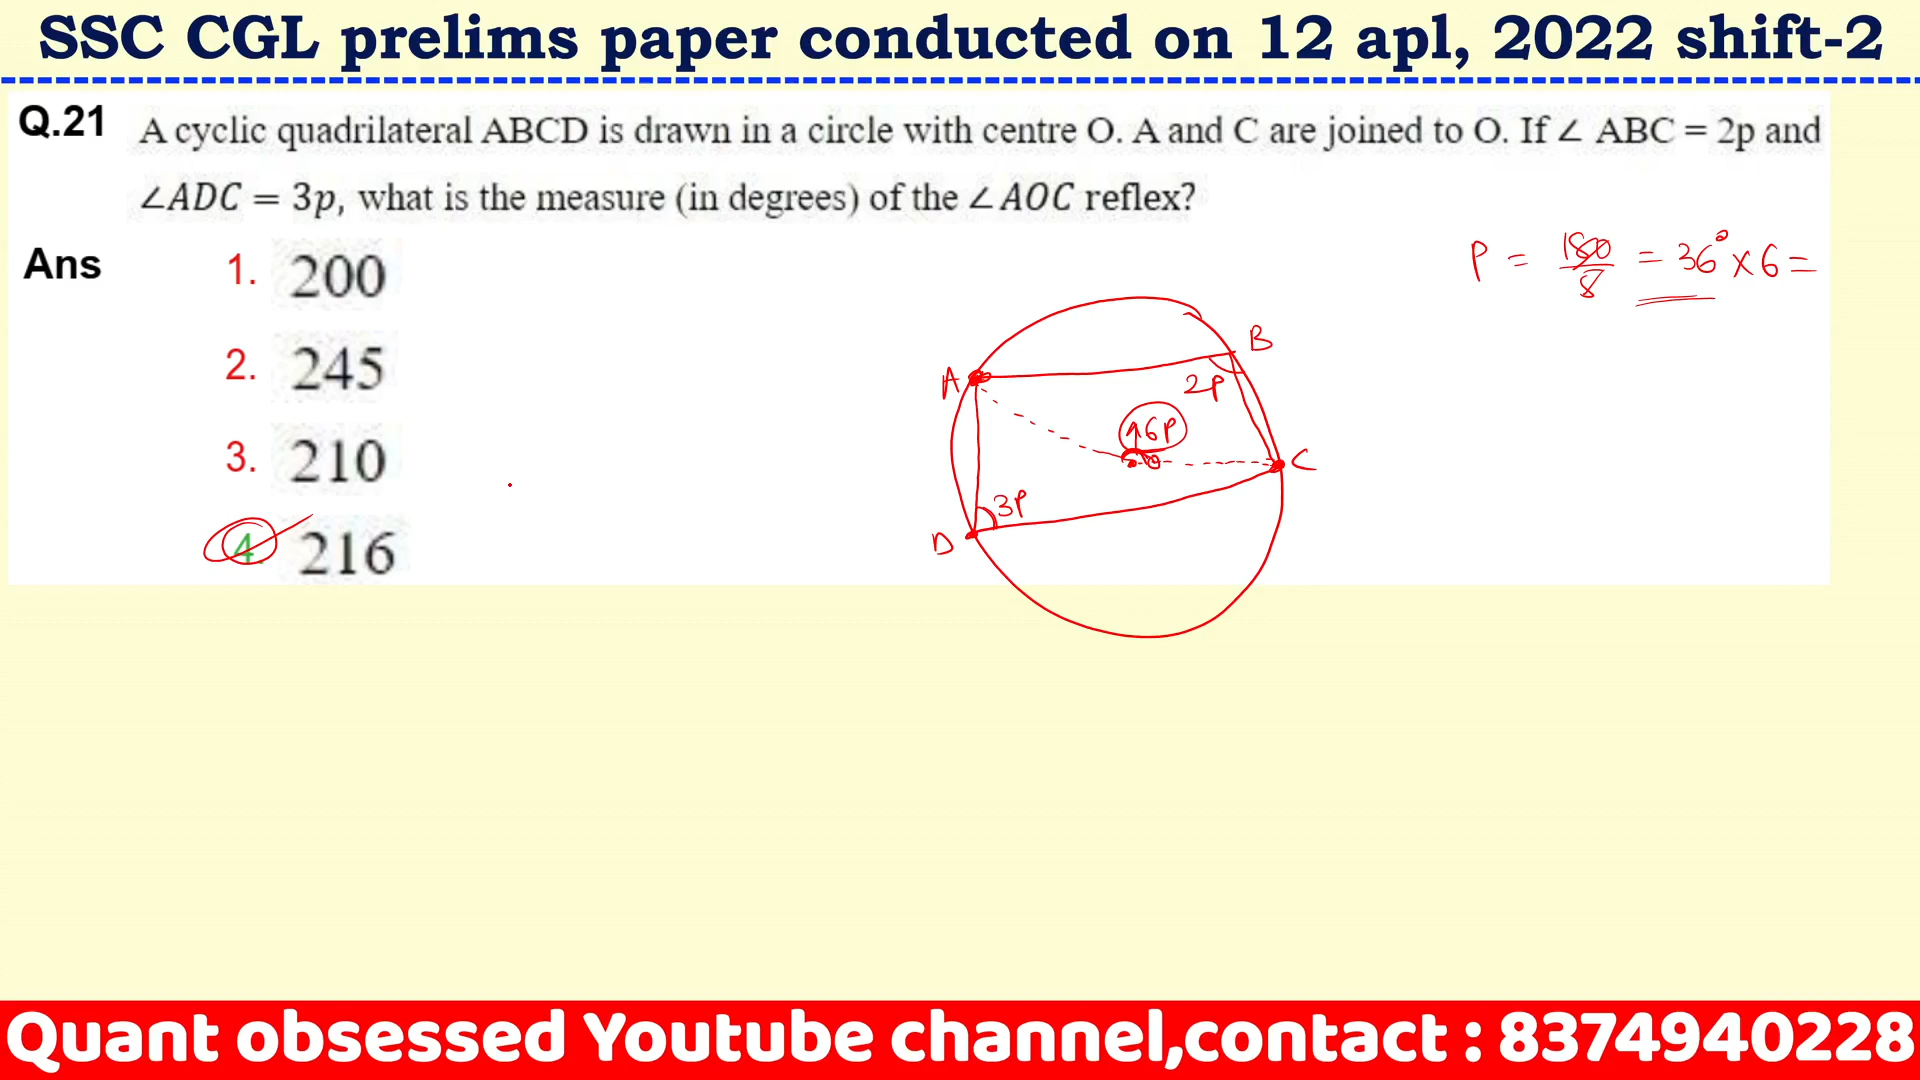 SSC CGL prelims paper conducted on 12 apl, 2022 shift-2
Q.21 A cyclic quadrilateral ABCD is drawn in a circle with centre O. A and C are joined to O. If ∠ ABC = 2p and
∠ADC = 3p, what is the measure (in degrees) of the ∠AOC reflex?
Ans 1. 200
2. 245
3. 210
4. 216
P = 180/5 = 36° × 6 =
A
B
2P
6P
O
C
3P
D
Quant obsessed Youtube channel,contact : 8374940228